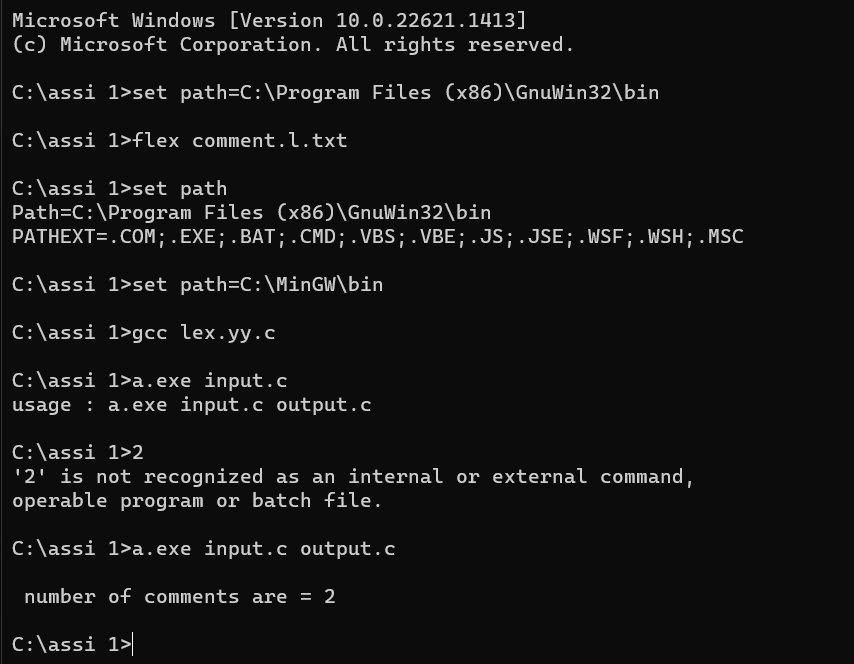 Microsoft Windows [Version 10.0.22621.1413]
(c) Microsoft Corporation. All rights reserved.
C:\assi 1>set path=C:\Program Files (x86)\GnuWin32\bin
C:\assi 1>flex comment.l.txt
C:\assi 1>set path
Path=C:\Program Files (x86)\GnuWin32\bin
PATHEXT=.COM;.EXE;.BAT;.CMD;.VBS;.VBE;.JS;.JSE;.WSF;.WSH;.MSC
C:\assi 1>set path=C:\MinGW\bin
C:\assi 1>gcc lex.yy.c
C:\assi 1>a.exe input.c
usage : a.exe input.c output.c
C:\assi 1>2
'2' is not recognized as an internal or external command,
operable program or batch file.
C:\assi 1>a.exe input.c output.c
number of comments are = 2
C:\assi 1>